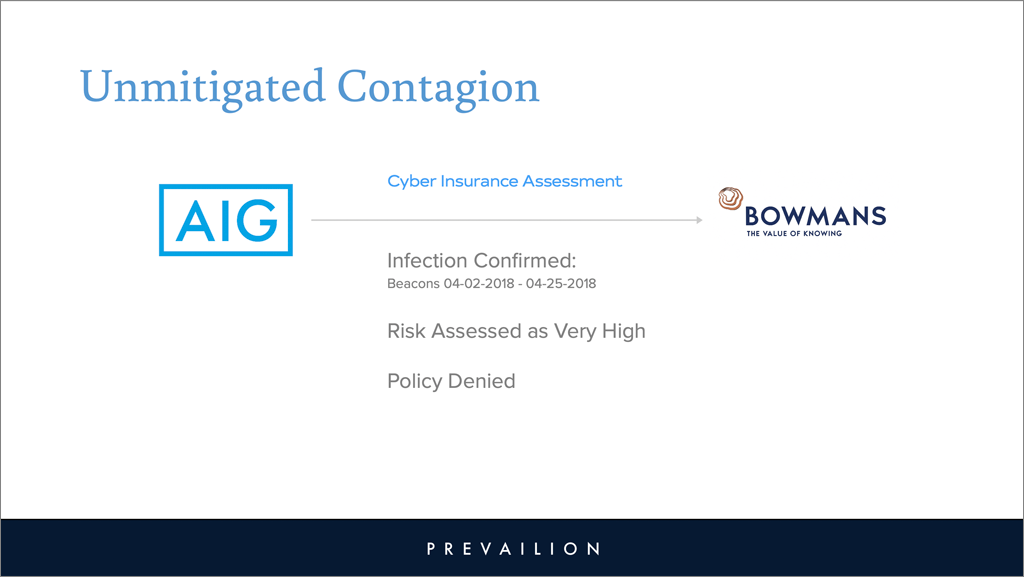 Unmitigated Contagion
AIG
Cyber Insurance Assessment
BOWMANS
THE VALUE OF KNOWING
Infection Confirmed:
Beacons 04-02-2018 - 04-25-2018
Risk Assessed as Very High
Policy Denied
PREVAILION